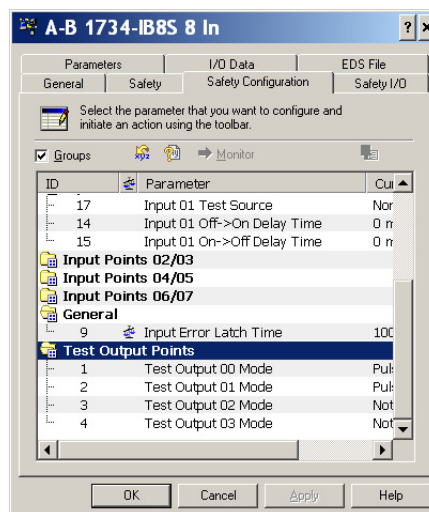 A-B 1734-IB8S 8 In
? x
Parameters I/O Data EDS File
General Safety Safety Configuration Safety I/O
Select the parameter that you want to configure and
initiate an action using the toolbar.
Groups Monitor
ID Parameter Cur
17 Input 01 Test Source Nor
14 Input 01 Off->On Delay Time 0 m
15 Input 01 On->Off Delay Time 0 m
Input Points 02/03
Input Points 04/05
Input Points 06/07
General
9 Input Error Latch Time 100
Test Output Points
1 Test Output 00 Mode Puls
2 Test Output 01 Mode Puls
3 Test Output 02 Mode Not
4 Test Output 03 Mode Not
OK Cancel Apply Help